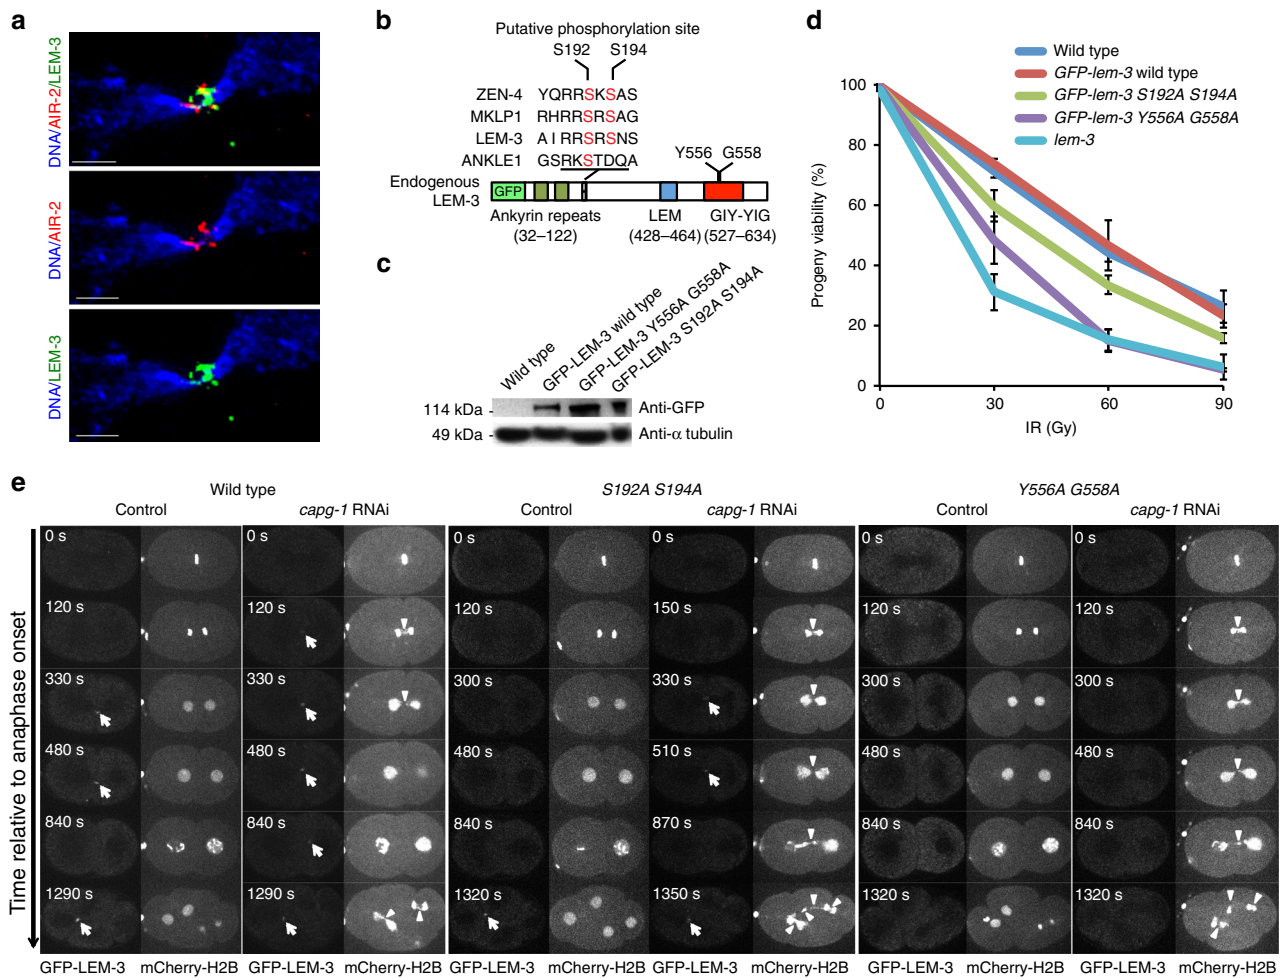 a
DNA/AIR-2/LEM-3
DNA/AIR-2
DNA/LEM-3
b
Putative phosphorylation site
S192 S194
ZEN-4 YQRRSKSAS
MKLP1 RHRRSRSAG
LEM-3 AIRRSRSNS
ANKLE1 GSRKSTDQA
Y556 G558
Endogenous
LEM-3
GFP
Ankyrin repeats LEM GIY-YIG
(32–122) (428–464) (527–634)
c
Wild type
GFP-LEM-3 wild type
GFP-LEM-3 Y556A G558A
GFP-LEM-3 S192A S194A
114 kDa Anti-GFP
49 kDa Anti-α tubulin
d
Wild type
GFP-lem-3 wild type
GFP-lem-3 S192A S194A
GFP-lem-3 Y556A G558A
lem-3
Progeny viability (%)
100
80
60
40
20
0
0 30 60 90
IR (Gy)
e
Wild type S192A S194A Y556A G558A
Control capg-1 RNAi Control capg-1 RNAi Control capg-1 RNAi
Time relative to anaphase onset
0 s 0 s 0 s 0 s 0 s 0 s
120 s 120 s 120 s 150 s 120 s 120 s
330 s 330 s 300 s 330 s 300 s 300 s
480 s 480 s 480 s 510 s 480 s 480 s
840 s 840 s 840 s 870 s 840 s 840 s
1290 s 1290 s 1320 s 1350 s 1320 s 1320 s
GFP-LEM-3 mCherry-H2B GFP-LEM-3 mCherry-H2B GFP-LEM-3 mCherry-H2B GFP-LEM-3 mCherry-H2B GFP-LEM-3 mCherry-H2B GFP-LEM-3 mCherry-H2B